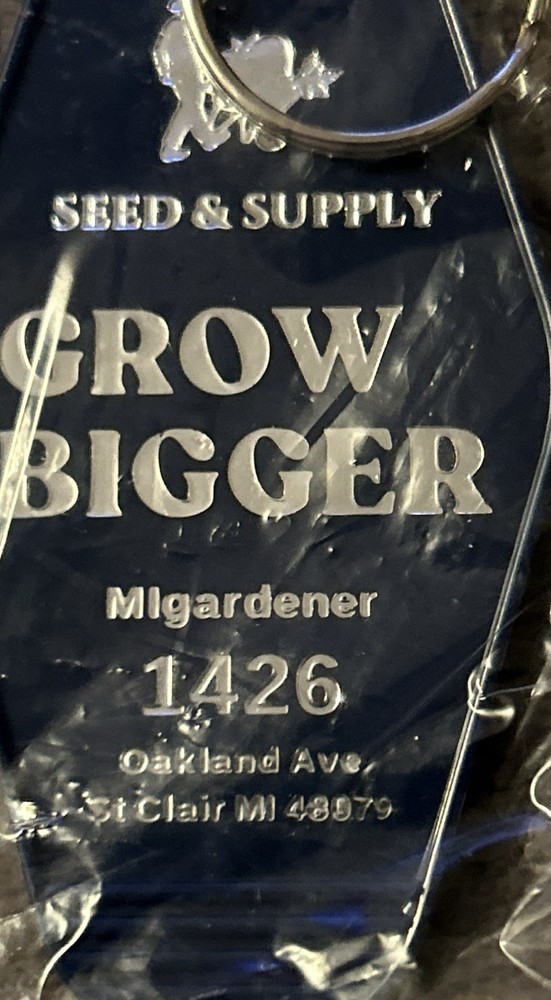 SEED & SUPPLY
GROW
BIGGER
MIgardener
1426
Oakland Ave.
St Clair MI 48079